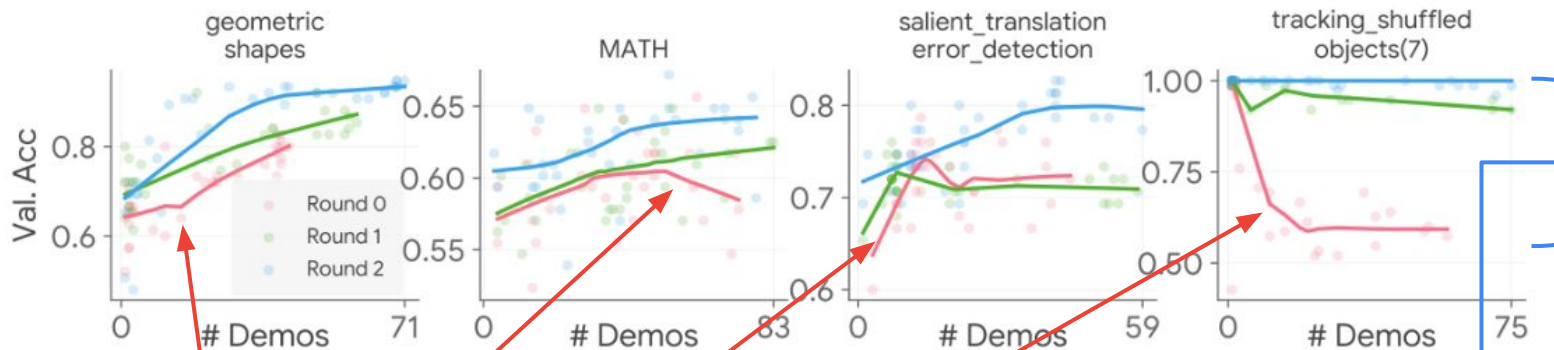 geometric
shapes
MATH
salient_translation
error_detection
tracking_shuffled
objects(7)
Val. Acc
0.8
0.6
Round 0
Round 1
Round 2
0
# Demos
71
0.65
0.60
0.55
0
# Demos
83
0.8
0.7
0.6
0
# Demos
59
1.00
0.75
0.50
0
# Demos
75